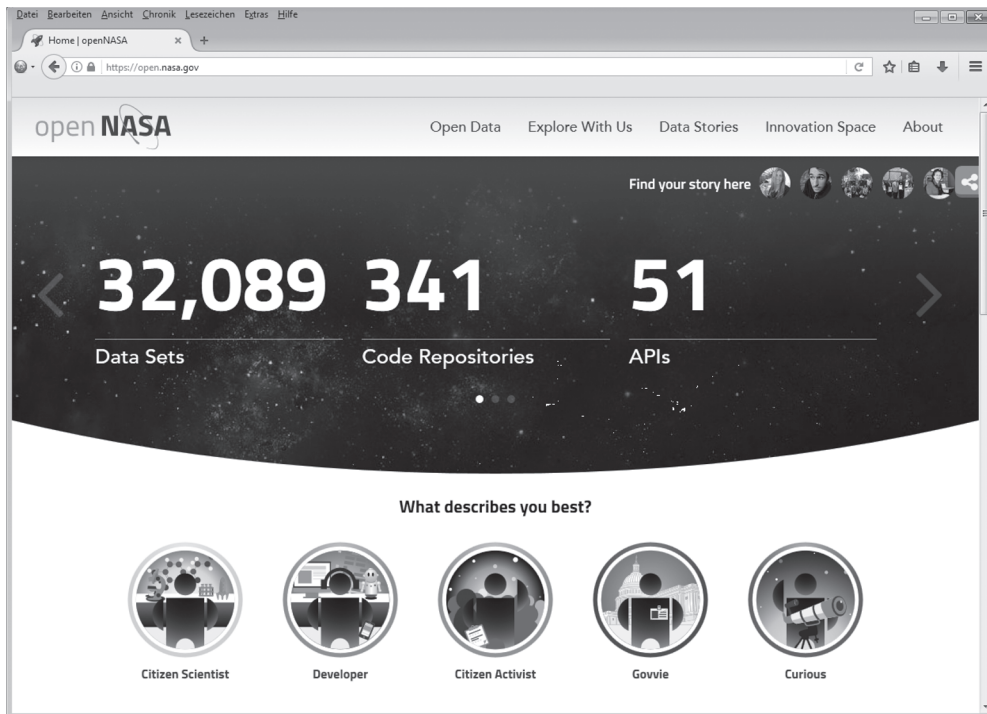 Datei Bearbeiten Ansicht Chronik Lesezeichen Extras Hilfe
Home | openNASA
https://open.nasa.gov
open NASA
Open Data Explore With Us Data Stories Innovation Space About
Find your story here
32,089 341 51
Data Sets Code Repositories APIs
What describes you best?
Citizen Scientist Developer Citizen Activist Govvie Curious